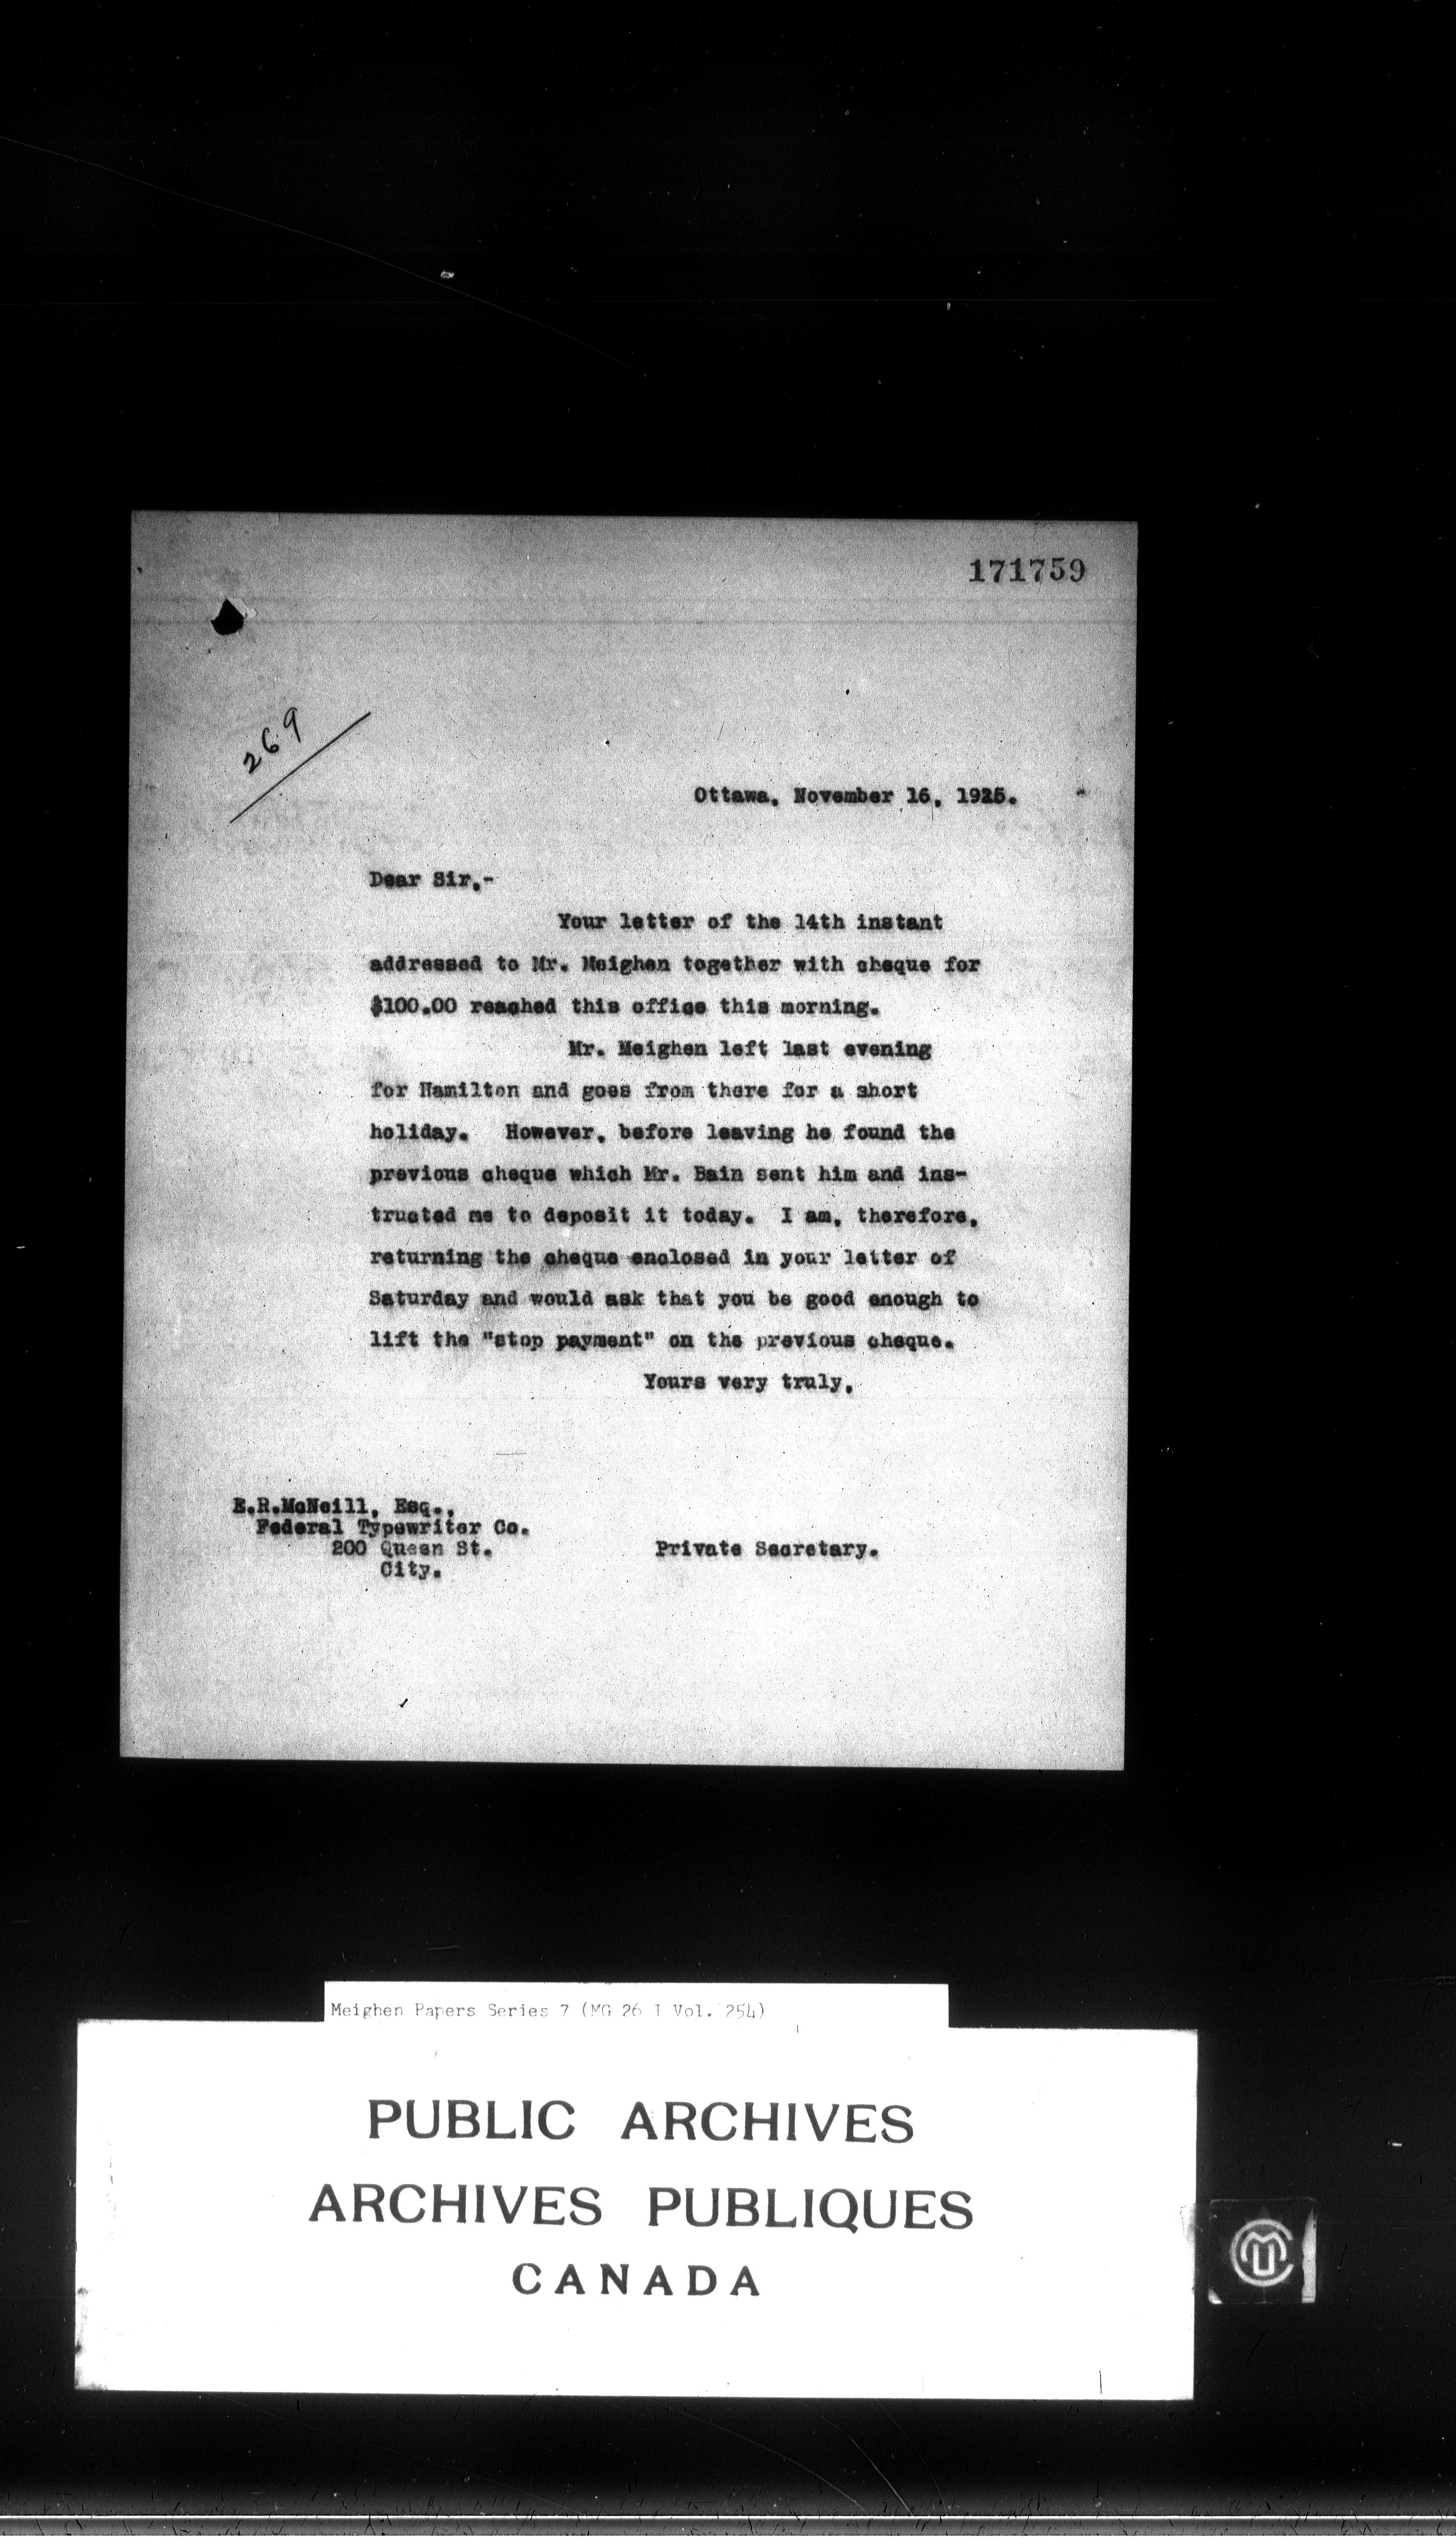 171759
269
Ottawa, November 16, 1925.
Dear Sir,-
Your letter of the 14th instant
addressed to Mr. Meighen together with cheque for
$100.00 reached this office this morning.
Mr. Meighen left last evening
for Hamilton and goes from there for a short
holiday. However, before leaving he found the
previous cheque which Mr. Bain sent him and ins-
tructed me to deposit it today. I am, therefore,
returning the cheque enclosed in your letter of
Saturday and would ask that you be good enough to
lift the "stop payment" on the previous cheque.
Yours very truly,
E.R.McNeill, Esq.,
Federal Typewriter Co.
200 Queen St.
City.
Private Secretary.
Meighen Papers Series 7 (MG 26 I Vol. 254)
PUBLIC ARCHIVES
ARCHIVES PUBLIQUES
CANADA